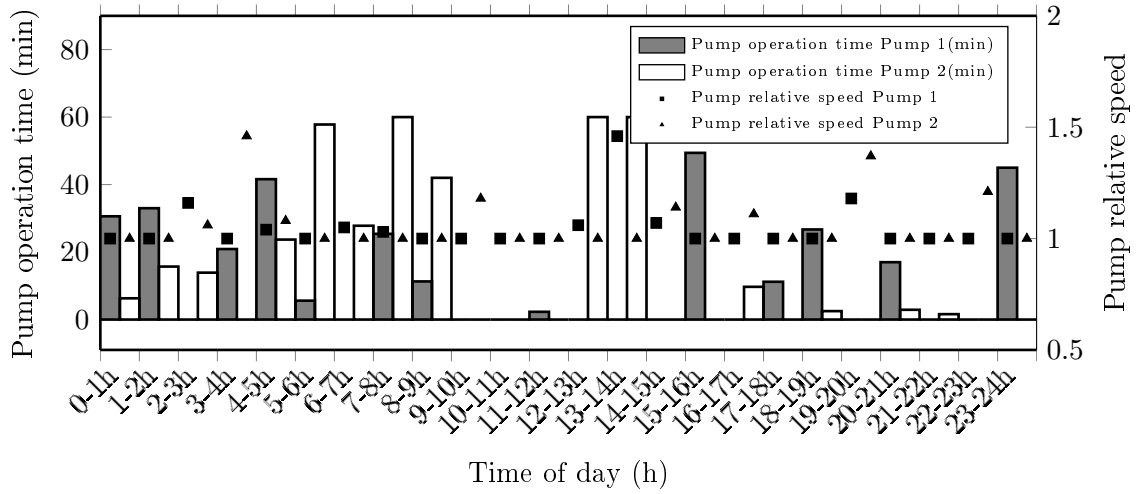 Pump operation time (min)
80
60
40
20
0
Pump operation time Pump 1(min)
Pump operation time Pump 2(min)
Pump relative speed Pump 1
Pump relative speed Pump 2
2
1.5
1
0.5
Pump relative speed
0-1h
1-2h
2-3h
3-4h
4-5h
5-6h
6-7h
7-8h
8-9h
9-10h
10-11h
11-12h
12-13h
13-14h
14-15h
15-16h
16-17h
17-18h
18-19h
19-20h
20-21h
21-22h
22-23h
23-24h
Time of day (h)